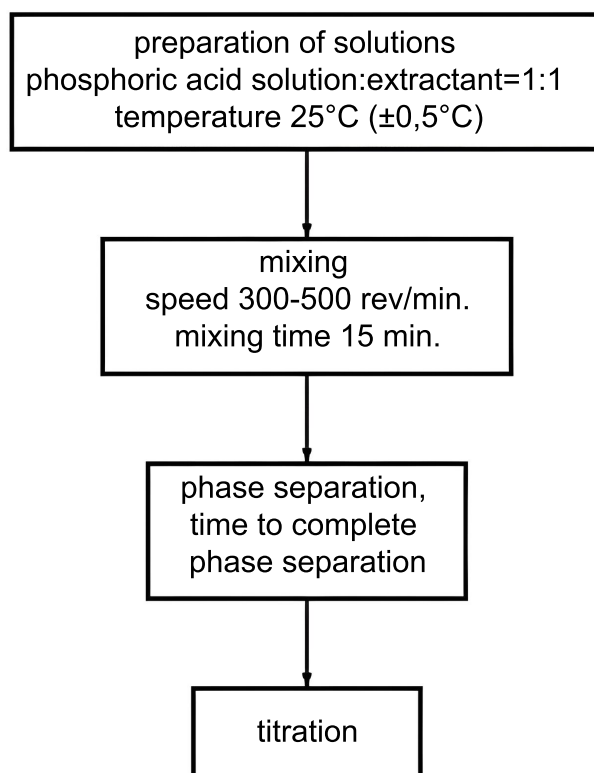 preparation of solutions
phosphoric acid solution:extractant=1:1
temperature 25°C (±0,5°C)
mixing
speed 300-500 rev/min.
mixing time 15 min.
phase separation,
time to complete
phase separation
titration